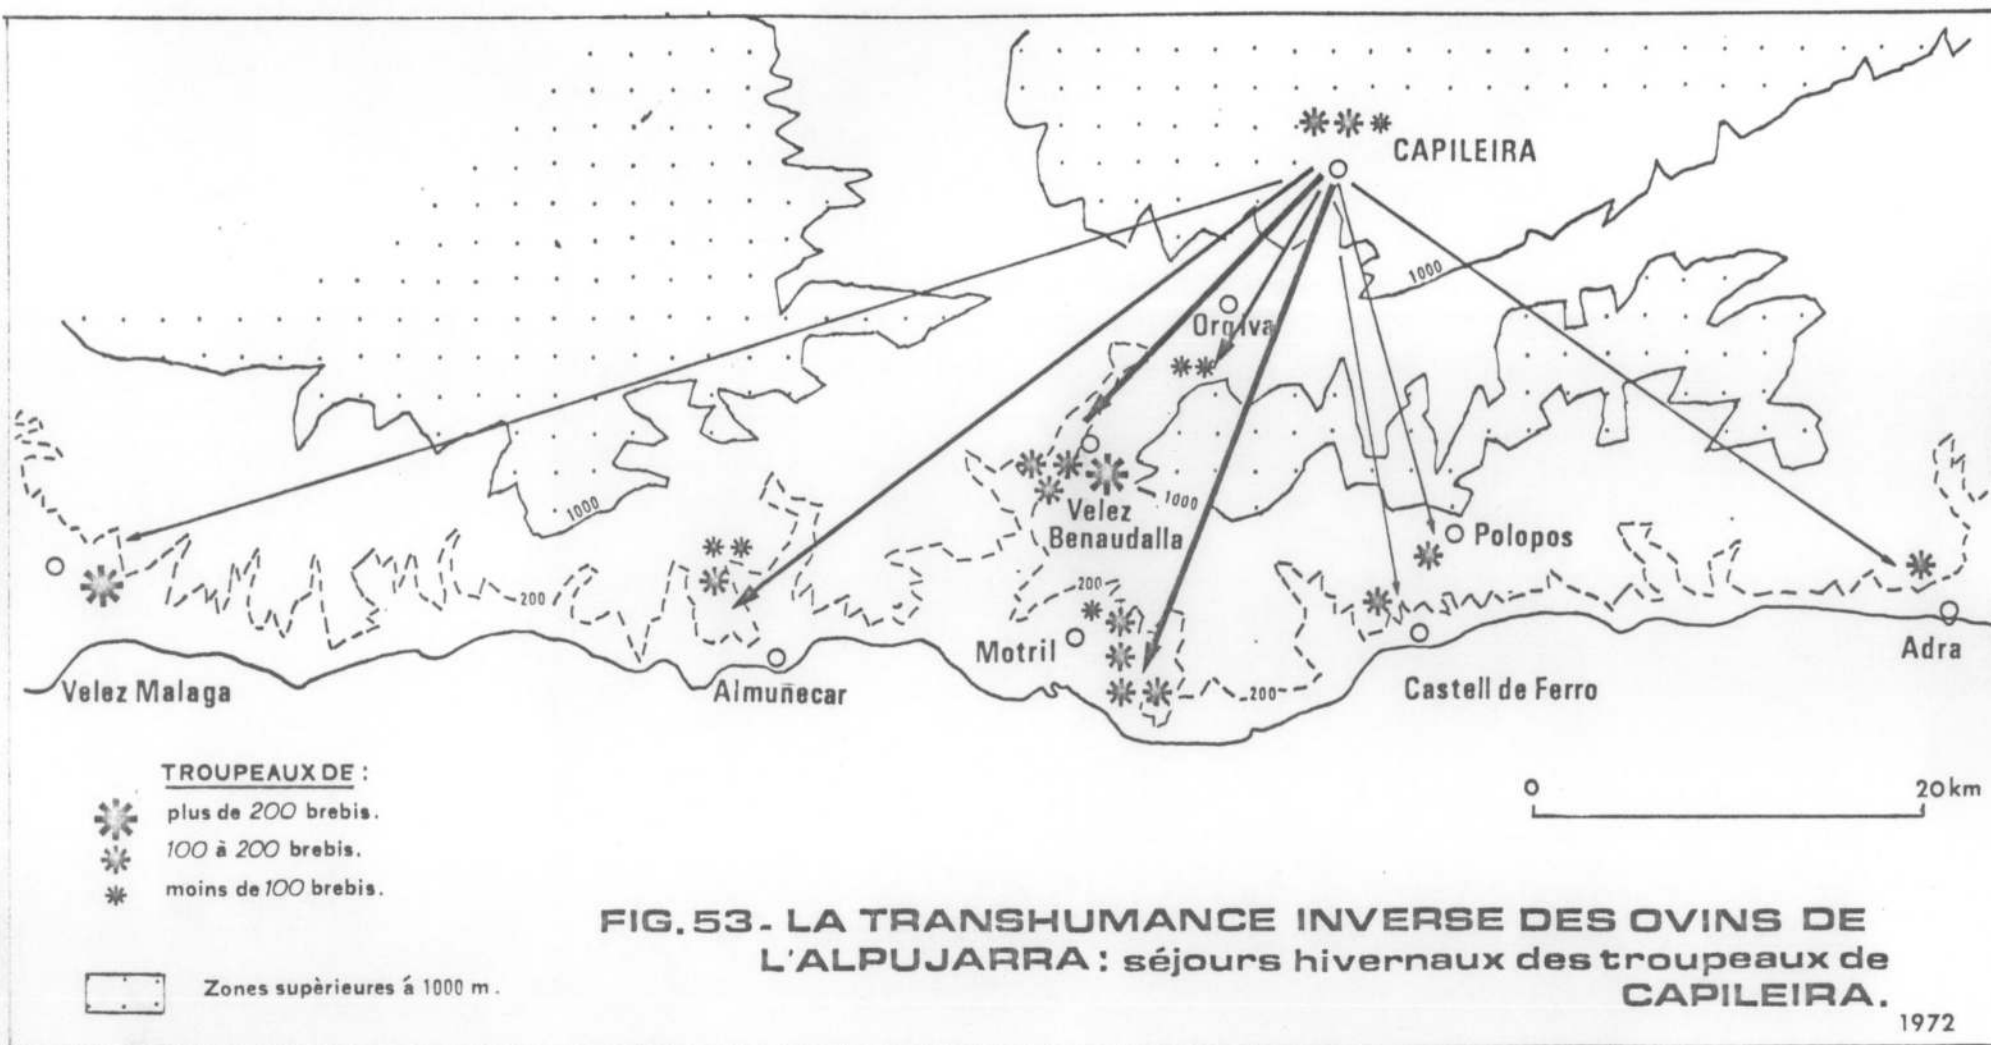 CAPILEIRA
1000
Orgiva
1000
1000
Velez
Benaudalla
Polopos
200
200
Motril
200
Adra
Velez Malaga
Almuñecar
Castell de Ferro
TROUPEAUX DE :
plus de 200 brebis.
100 à 200 brebis.
moins de 100 brebis.
0 20 km
Zones supèrieures á 1000 m.
FIG. 53 - LA TRANSHUMANCE INVERSE DES OVINS DE
L'ALPUJARRA : séjours hivernaux des troupeaux de
CAPILEIRA.
1972